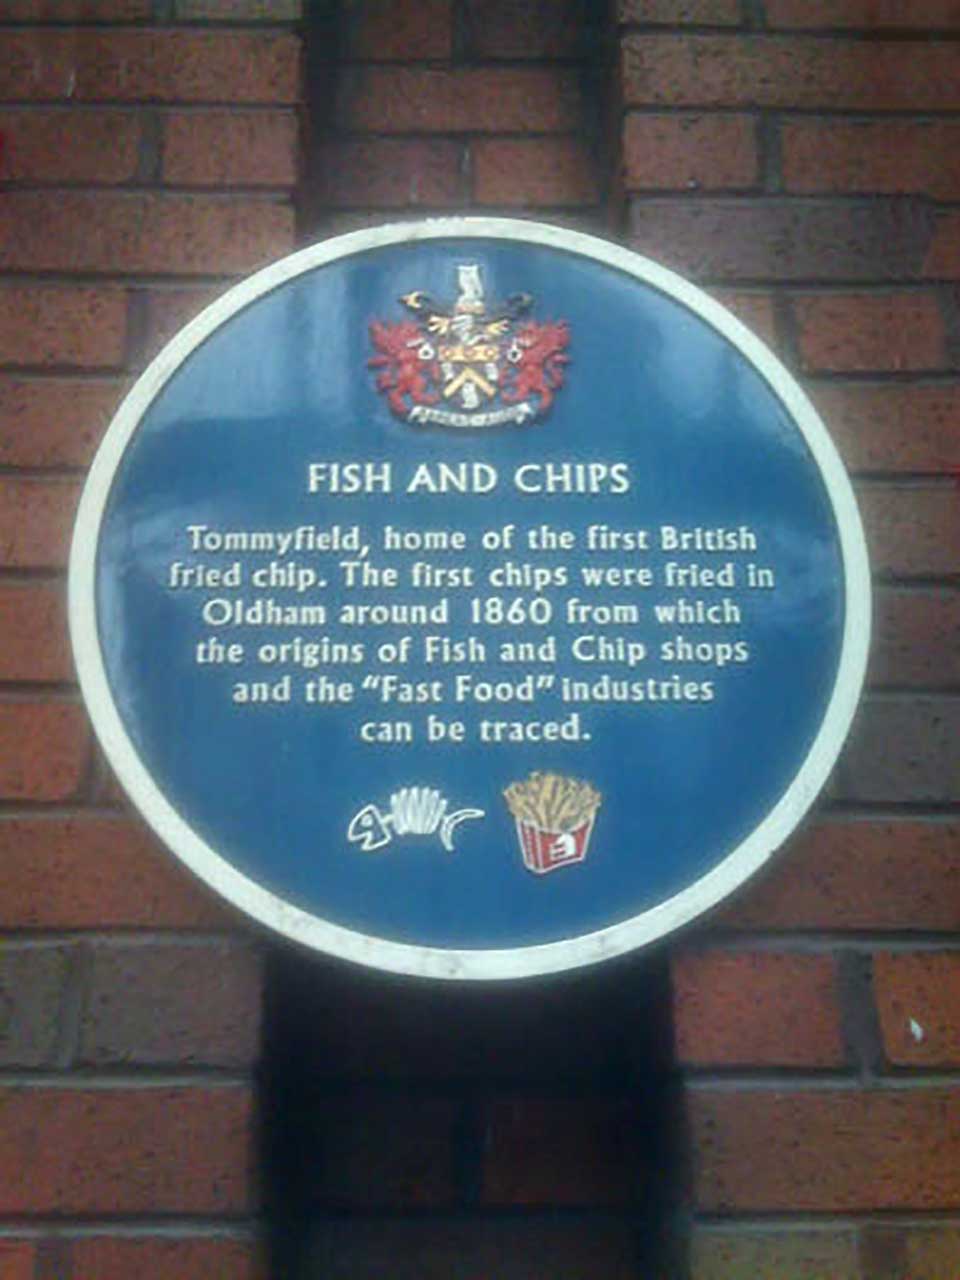 FISH AND CHIPS
Tommyfield, home of the first British
fried chip. The first chips were fried in
Oldham around 1860 from which
the origins of Fish and Chip shops
and the “Fast Food” industries
can be traced.